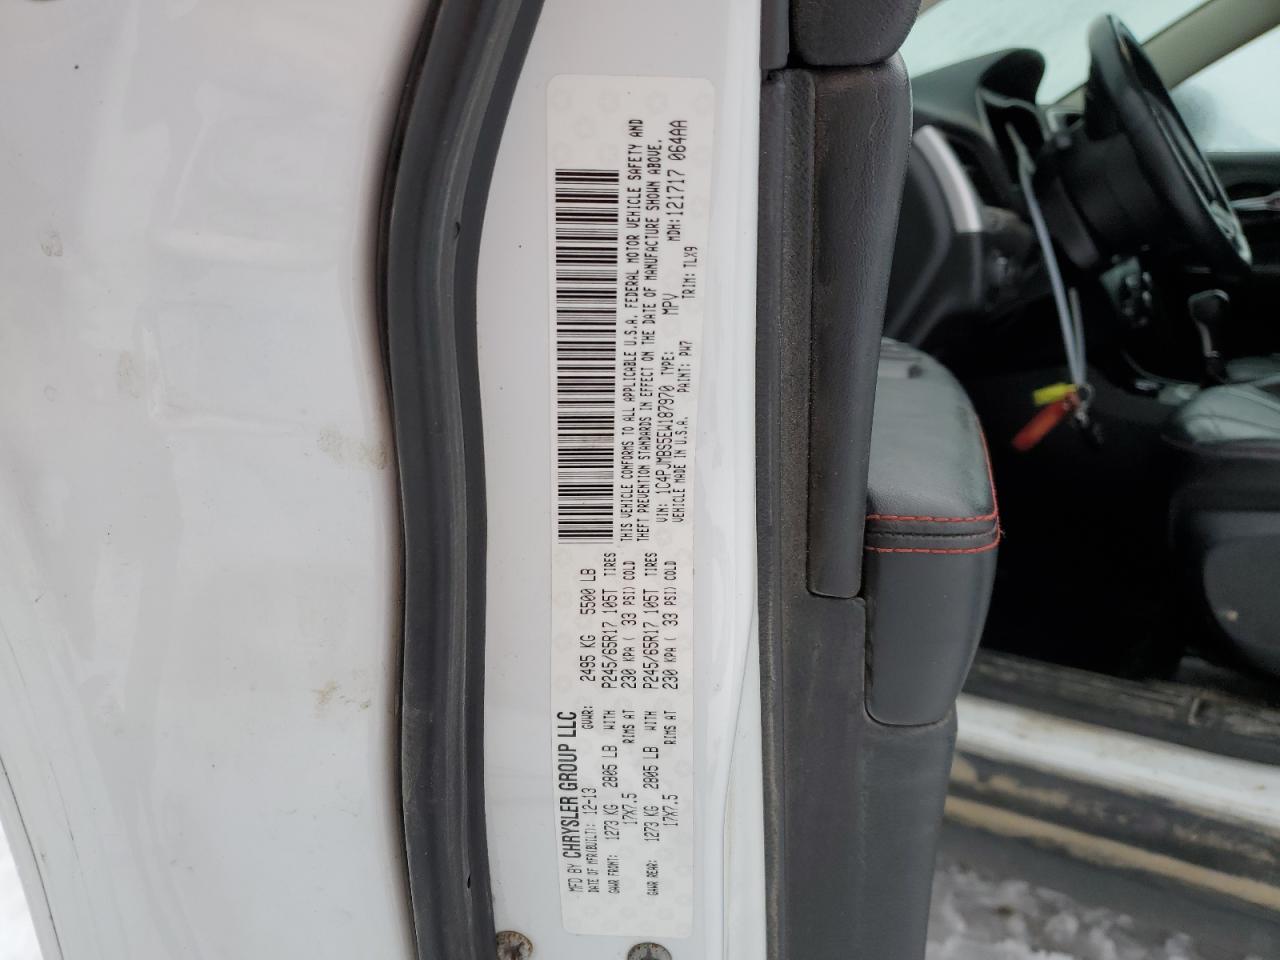 MFD BY CHRYSLER GROUP LLC
DATE OF MFR(BUILT): 12-13 GVWR: 2495 KG 5500 LB
GAWR FRONT: 1273 KG 2805 LB WITH P245/65R17 105T TIRES
17X7.5 RIMS AT 230 KPA ( 33 PSI) COLD
GAWR REAR: 1273 KG 2805 LB WITH P245/65R17 105T TIRES
17X7.5 RIMS AT 230 KPA ( 33 PSI) COLD
THIS VEHICLE CONFORMS TO ALL APPLICABLE U.S.A. FEDERAL MOTOR VEHICLE SAFETY AND
THEFT PREVENTION STANDARDS IN EFFECT ON THE DATE OF MANUFACTURE SHOWN ABOVE.
VIN: 1C4PJMBS5EW187970 TYPE: MPV MDH: 121717 064AA
VEHICLE MADE IN U.S.A. PAINT: PW7 TRIM: TLX9